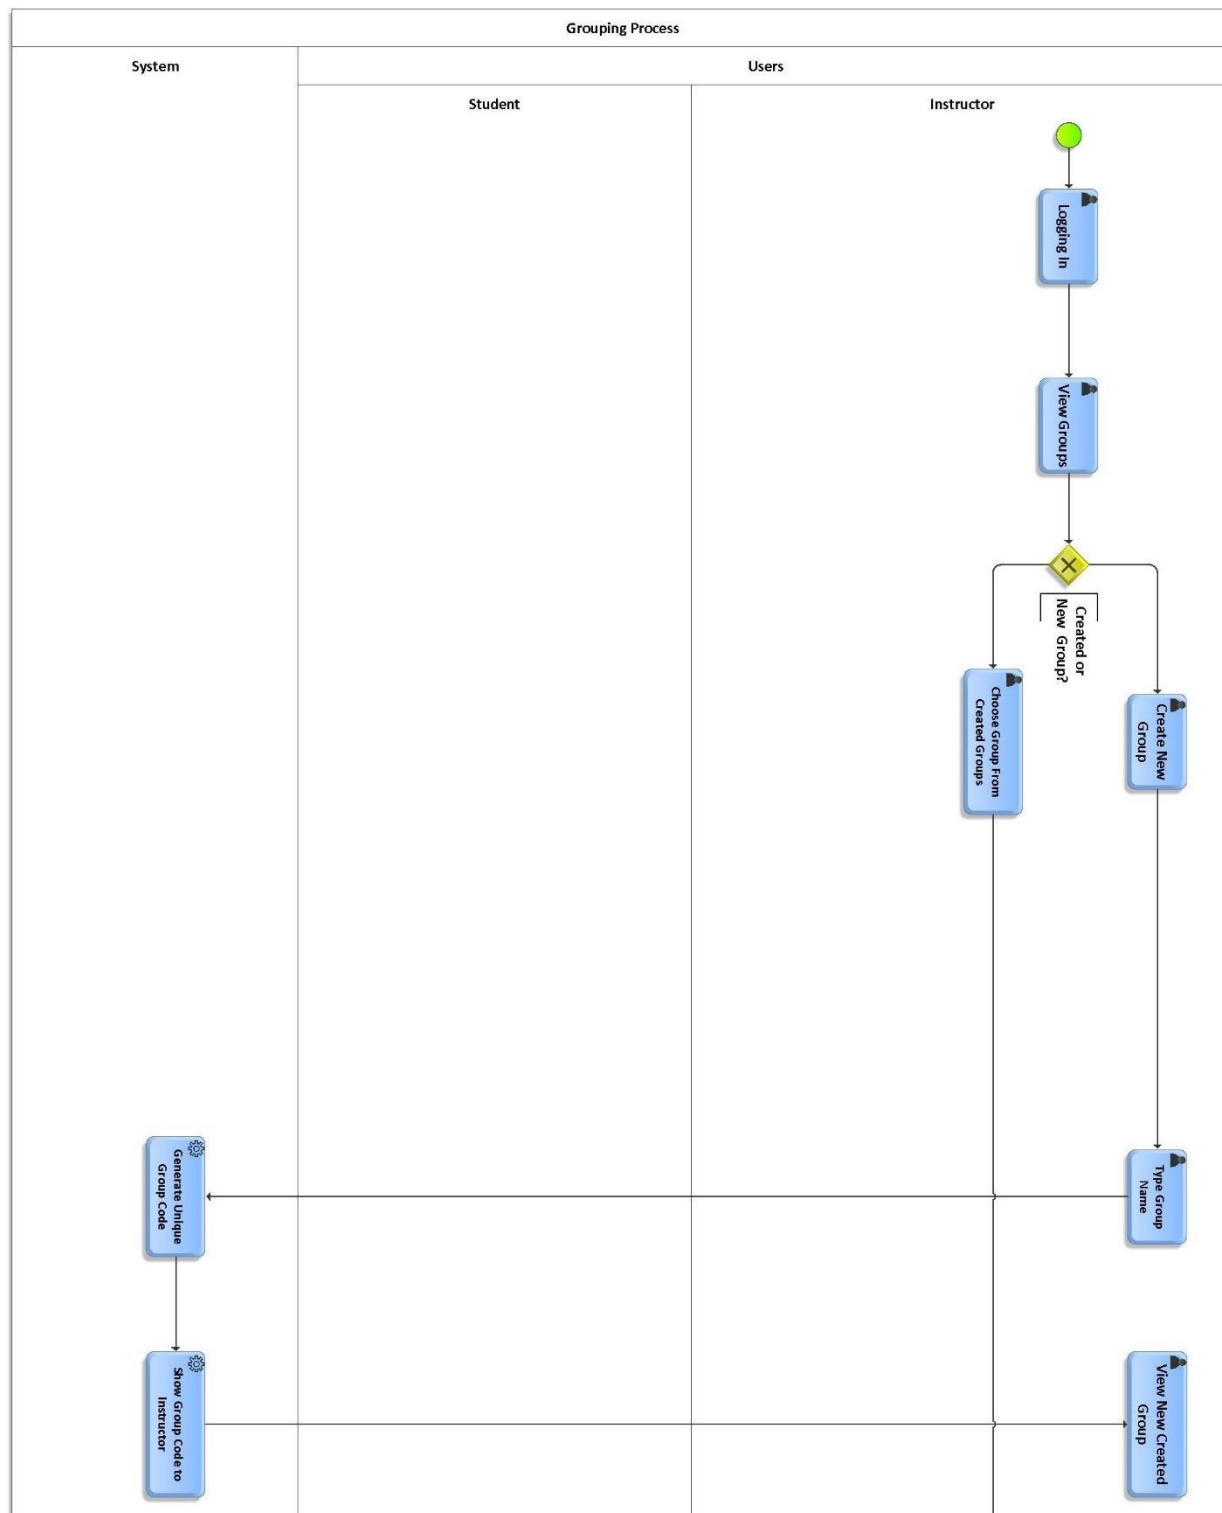 Grouping Process
System
Users
Student
Instructor
Logging In
View Groups
Created or
New Group?
Create New
Group
Choose Group From
Created Groups
Type Group
Name
Generate Unique
Group Code
Show Group Code to
Instructor
View New Created
Group